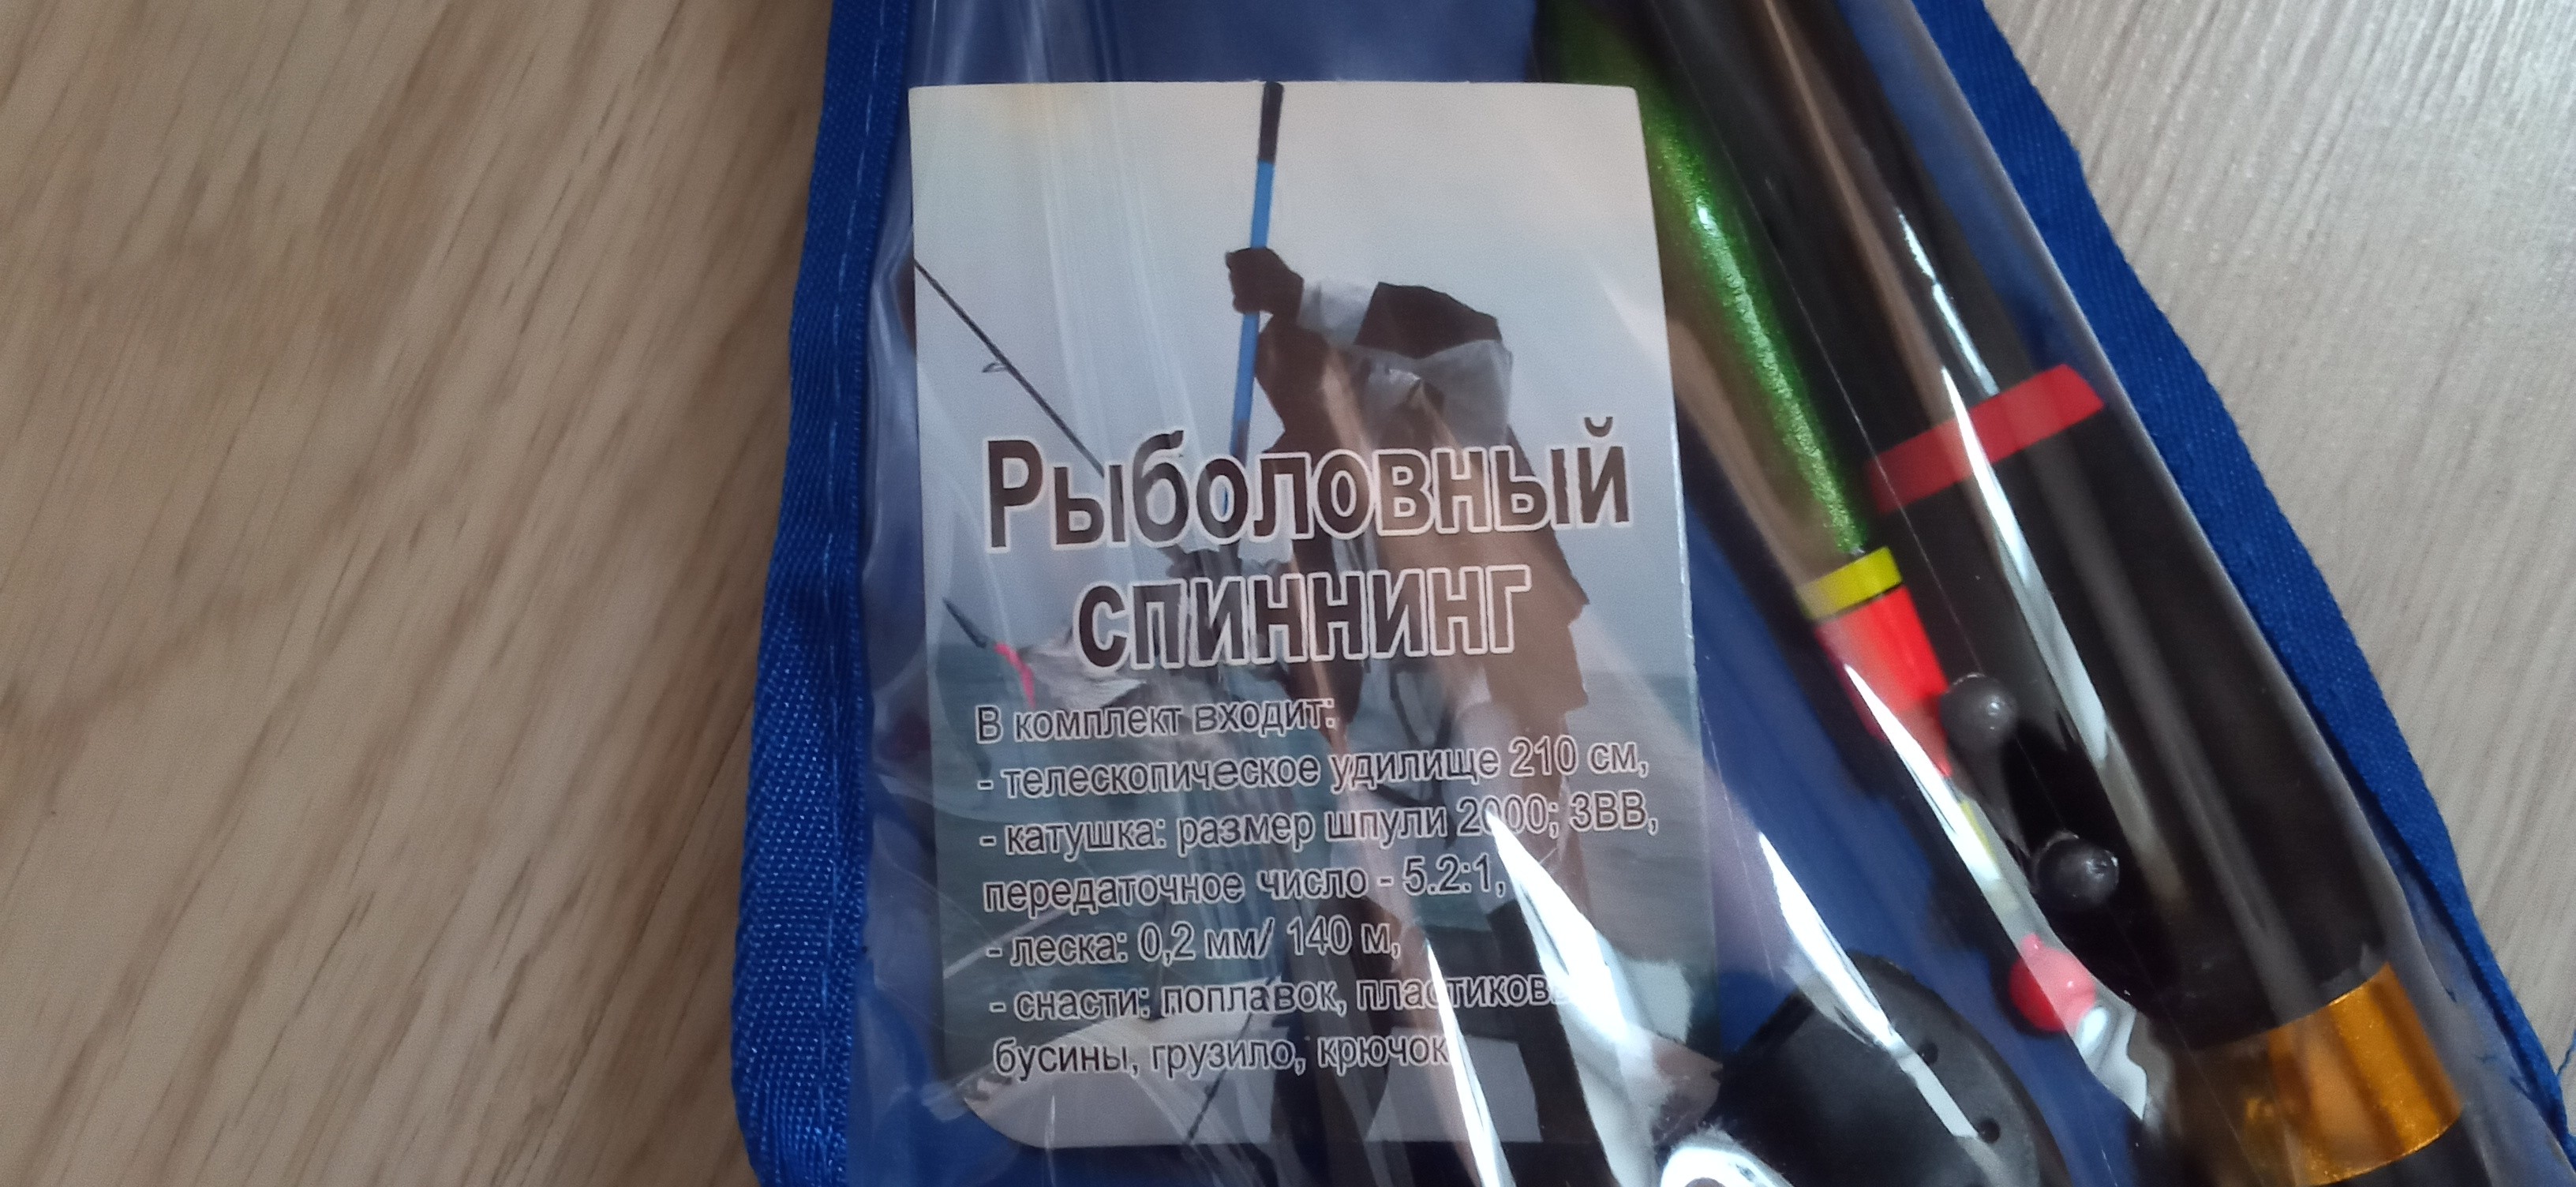 Рыболовный
спиннинг
В комплект входит:
- телескопическое удилище 210 см,
- катушка: размер шпули 2000; 3BB,
передаточное число - 5.2:1,
- леска: 0,2 мм/ 140 м,
- снасти: поплавок,
бусины, грузило, крючок